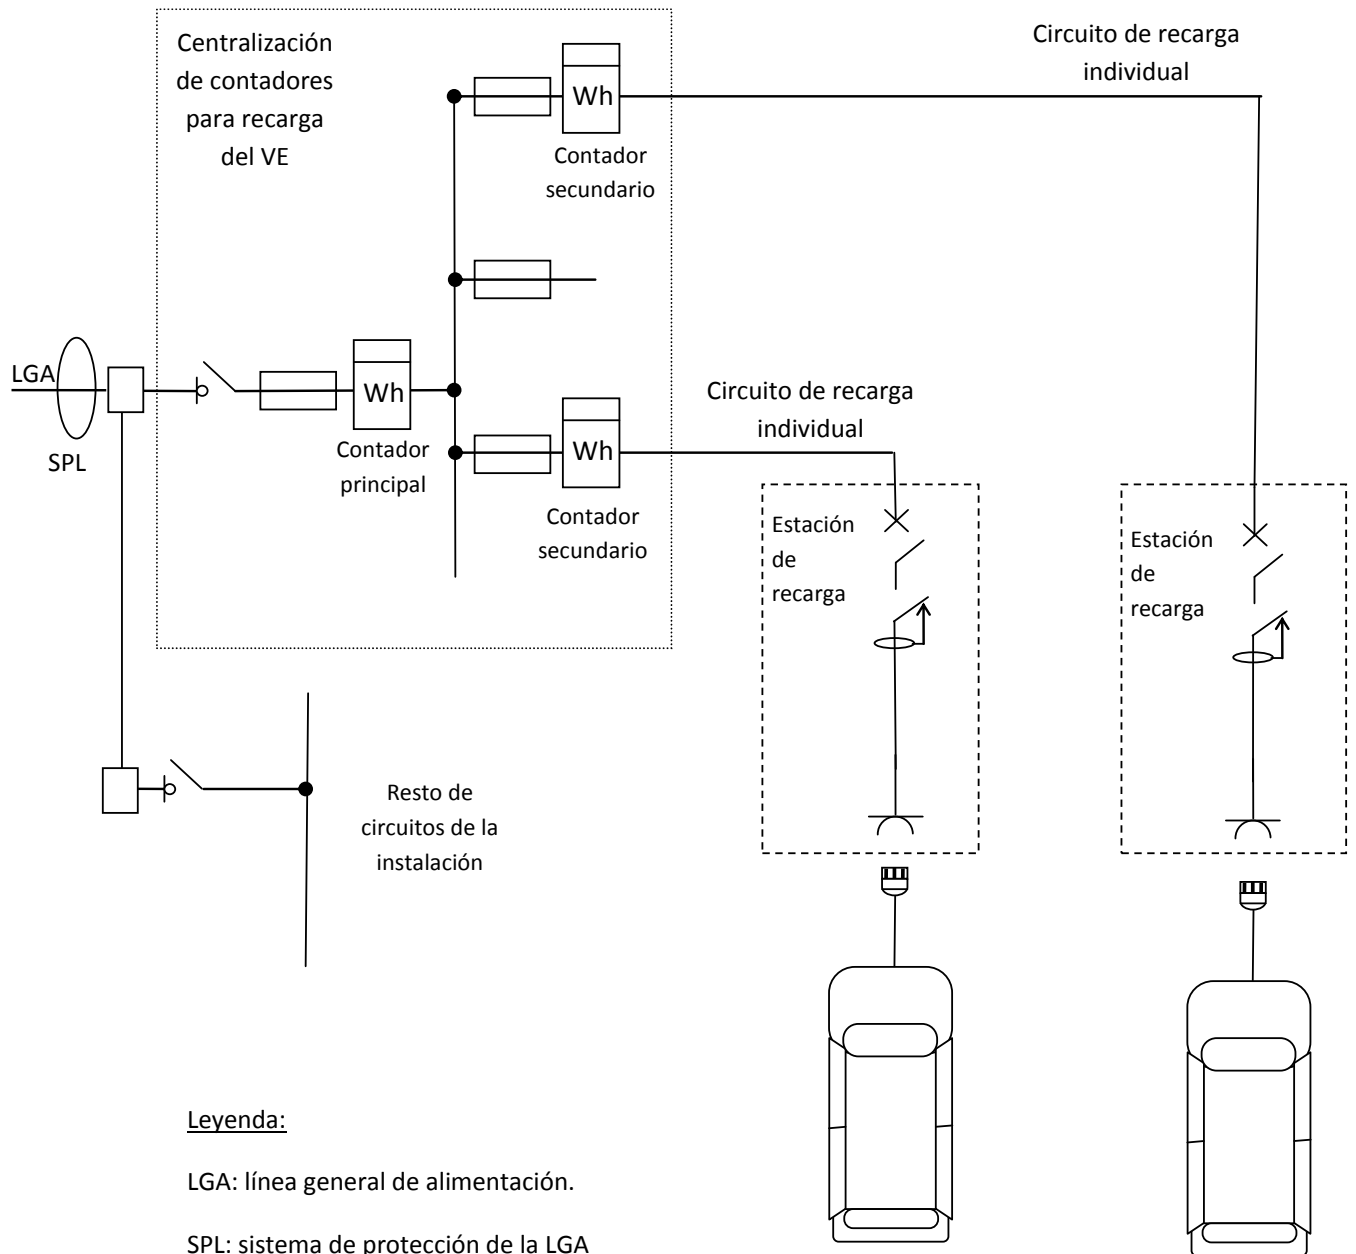 Centralización
de contadores
para recarga
del VE
Wh
Contador
secundario
Circuito de recarga
individual
LGA
SPL
Wh
Contador
principal
Wh
Contador
secundario
Circuito de recarga
individual
Estación
de
recarga
Estación
de
recarga
Resto de
circuitos de la
instalación
Leyenda:
LGA: línea general de alimentación.
SPL: sistema de protección de la LGA